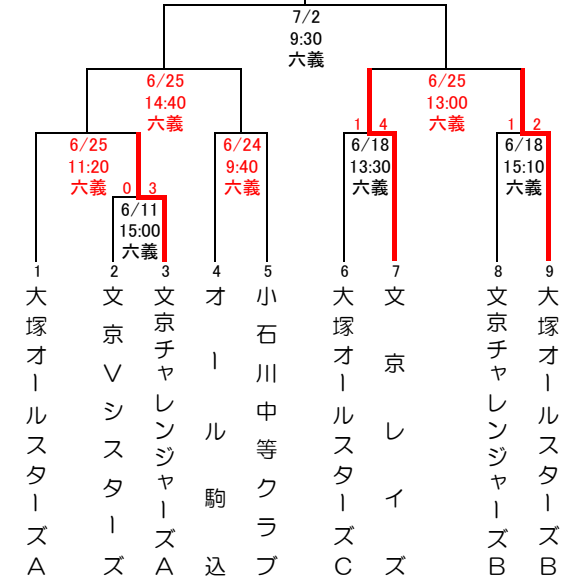 7/2
9:30
六義
6/25
14:40
六義
6/25
13:00
六義
6/25
11:20
六義
6/24
9:40
六義
1 4
6/18
13:30
六義
1 2
6/18
15:10
六義
0 3
6/11
15:00
六義
1 2 3 4 5 6 7 8 9
大塚オールスターズA
文京Vシスターズ
文京チャレンジャーズA
オール駒込
小石川中等クラブ
大塚オールスターズC
文京レイズ
文京チャレンジャーズB
大塚オールスターズB